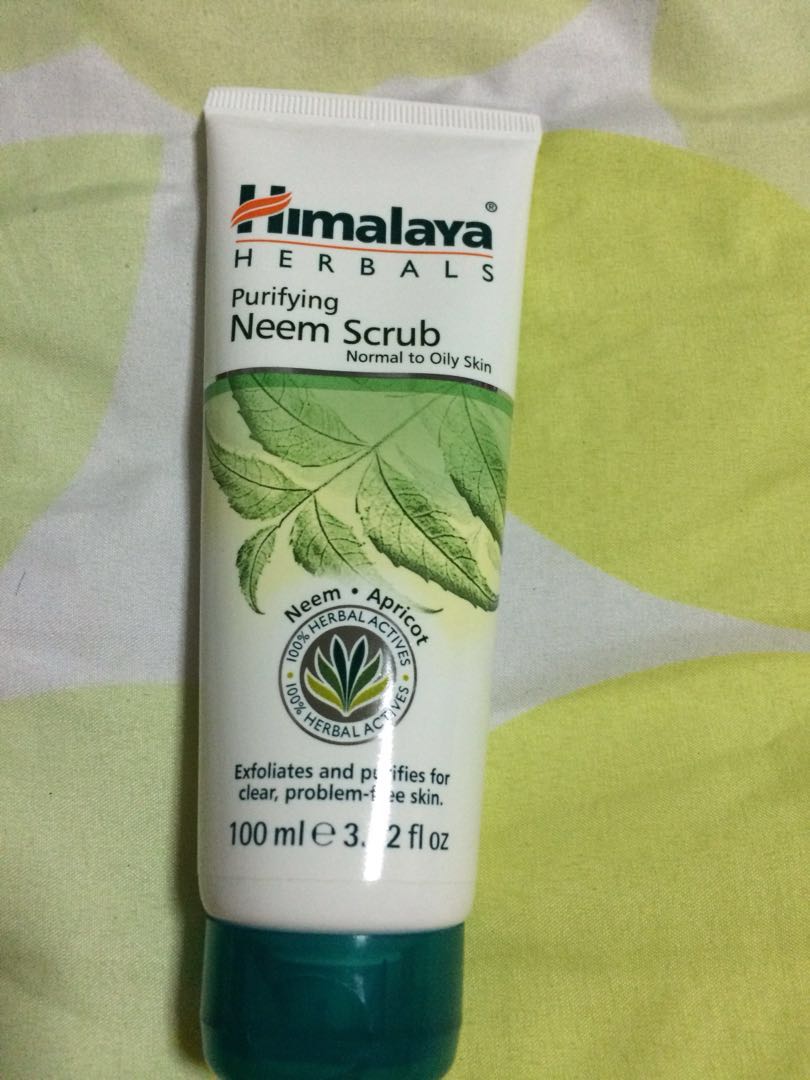 Himalaya®
HERBALS
Purifying
Neem Scrub
Normal to Oily Skin
Neem • Apricot
100% HERBAL ACTIVES
100% HERBAL ACTIVES
Exfoliates and purifies for
clear, problem-free skin.
100 ml ℮ fl oz